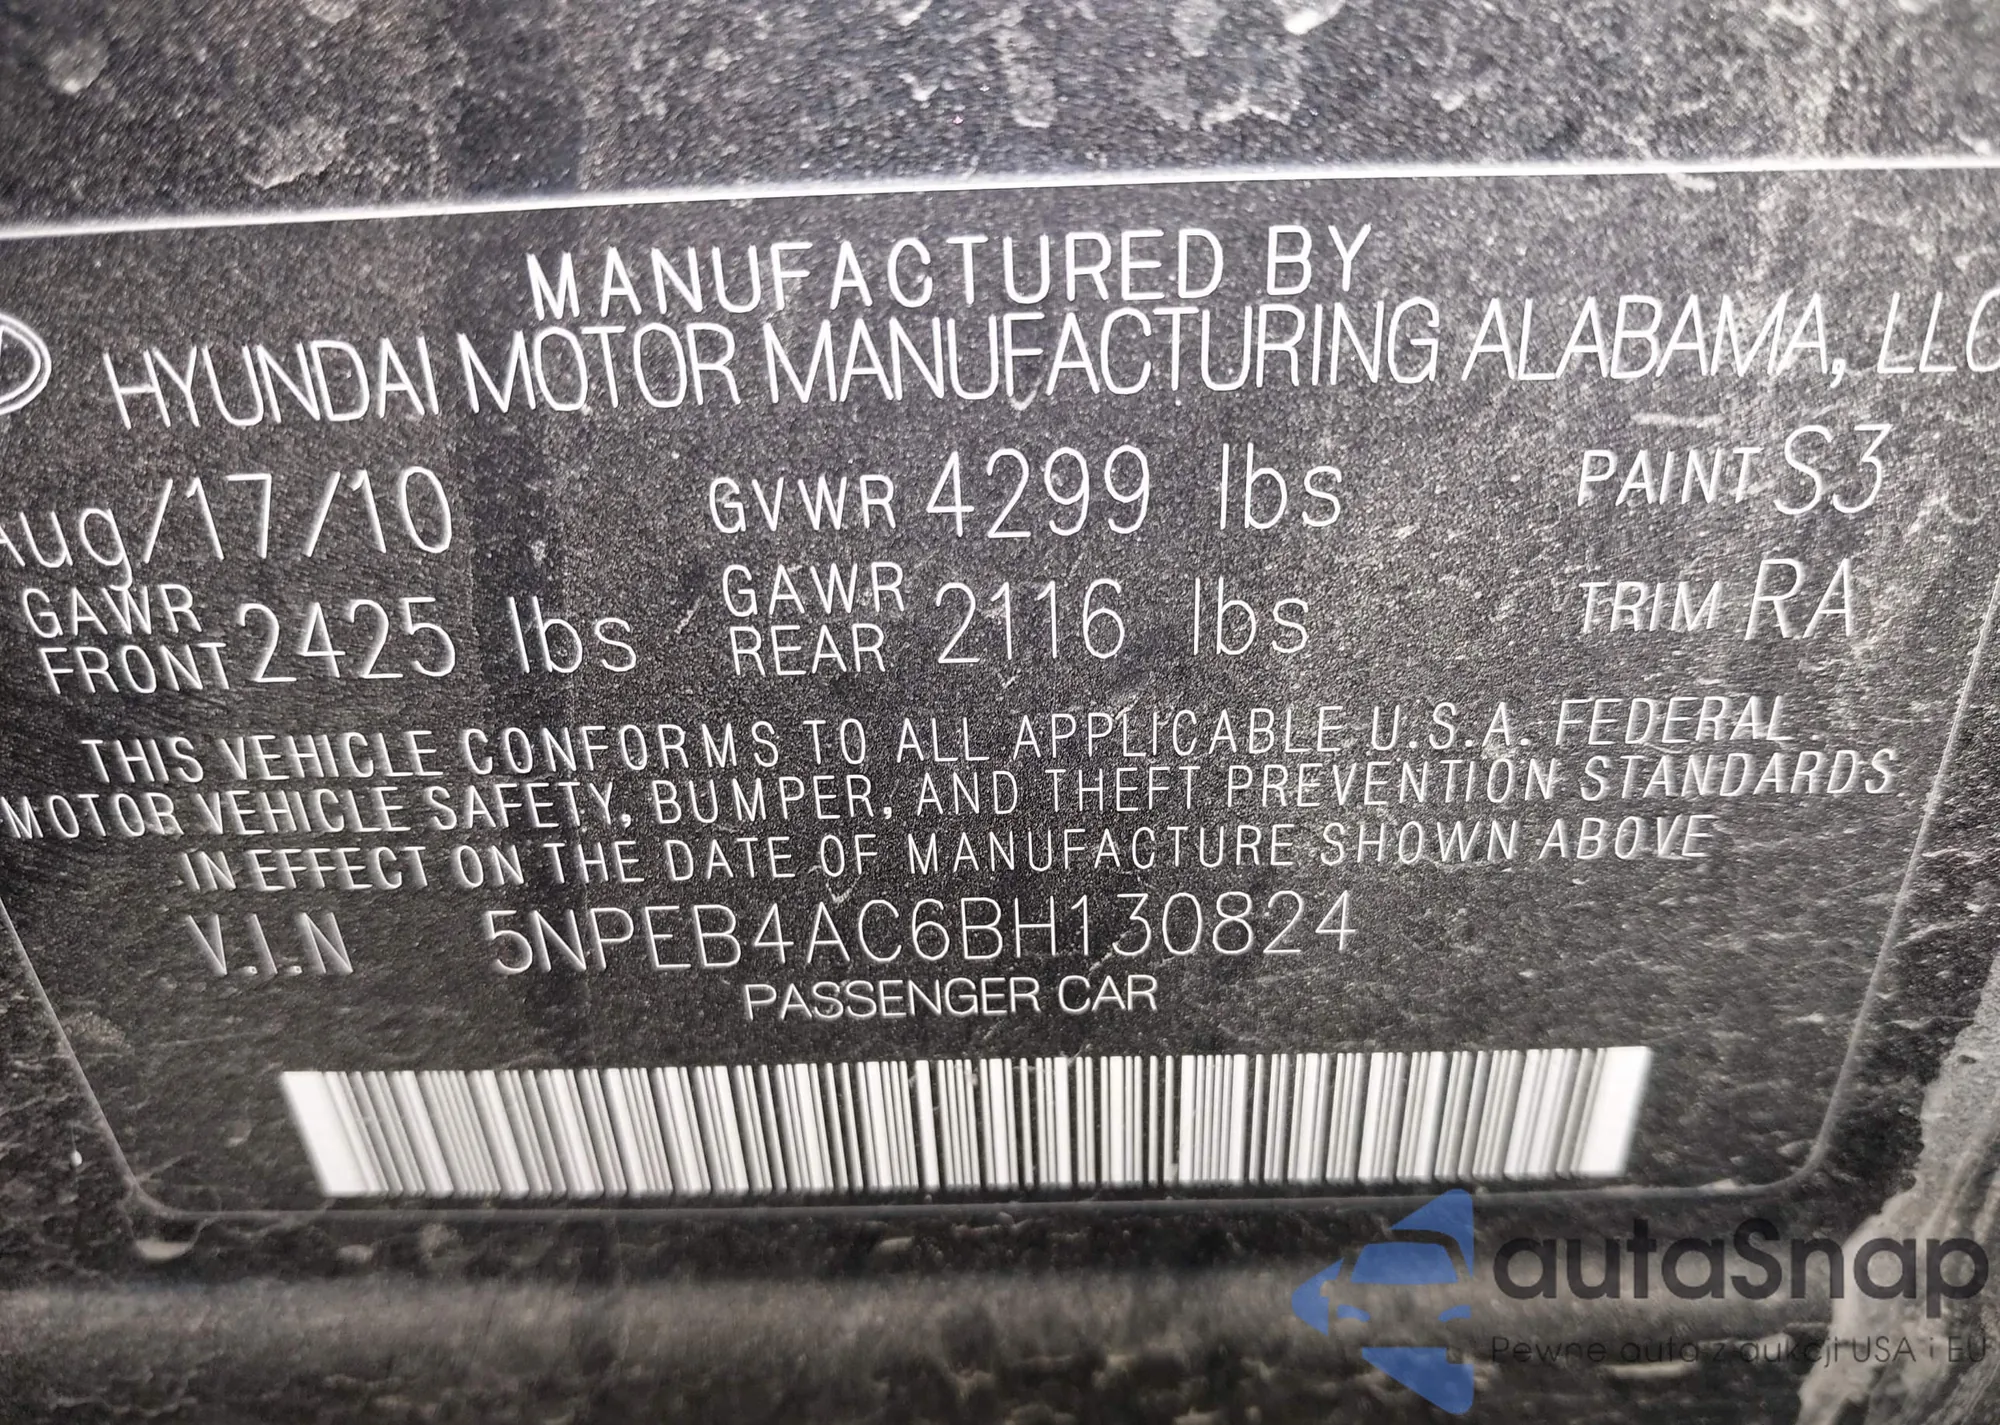 MANUFACTURED BY
HYUNDAI MOTOR MANUFACTURING ALABAMA, LLC
Aug/17/10 GVWR 4299 lbs PAINT S3
GAWR FRONT 2425 lbs GAWR REAR 2116 lbs TRIM RA
THIS VEHICLE CONFORMS TO ALL APPLICABLE U.S.A. FEDERAL
MOTOR VEHICLE SAFETY, BUMPER, AND THEFT PREVENTION STANDARDS
IN EFFECT ON THE DATE OF MANUFACTURE SHOWN ABOVE
V.I.N 5NPEB4AC6BH130824
PASSENGER CAR
autaSnap
Pewne auta z aukcji USA i EU